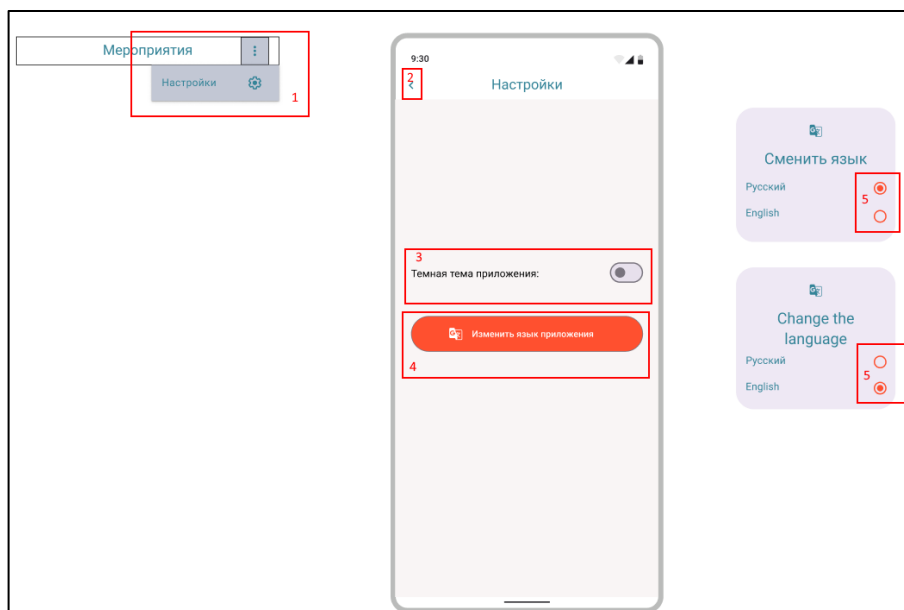 Мероприятия
Настройки
1
9:30
2
Настройки
3
Темная тема приложения:
Изменить язык приложения
4
Сменить язык
Русский
English
5
Change the
language
Русский
English
5